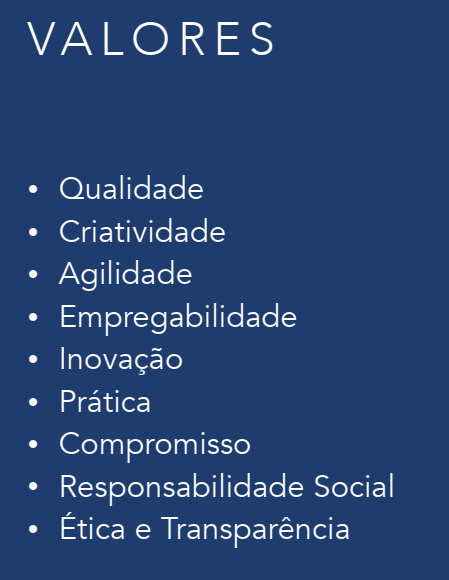 VALORES
• Qualidade
• Criatividade
• Agilidade
• Empregabilidade
• Inovação
• Prática
• Compromisso
• Responsabilidade Social
• Ética e Transparência